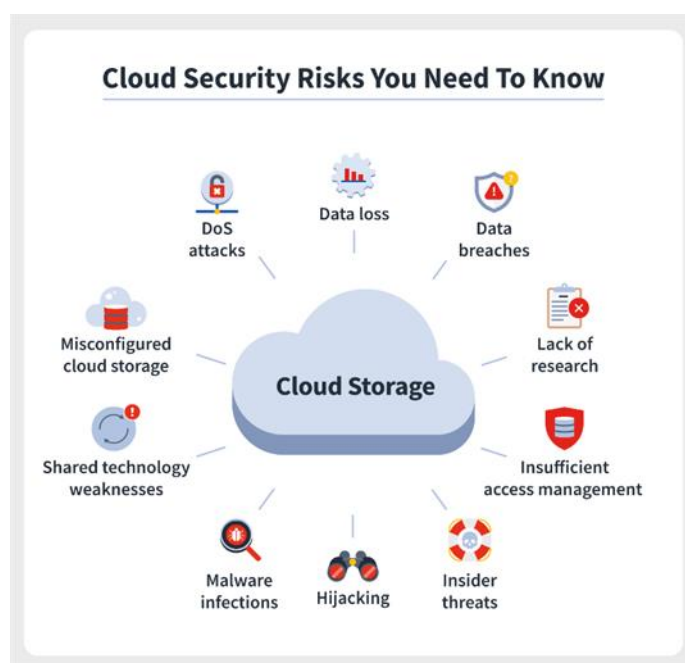 Cloud Security Risks You Need To Know
Data loss
DoS
attacks
Data
breaches
Misconfigured
cloud storage
Lack of
research
Cloud Storage
Shared technology
weaknesses
Insufficient
access management
Malware
infections
Hijacking
Insider
threats